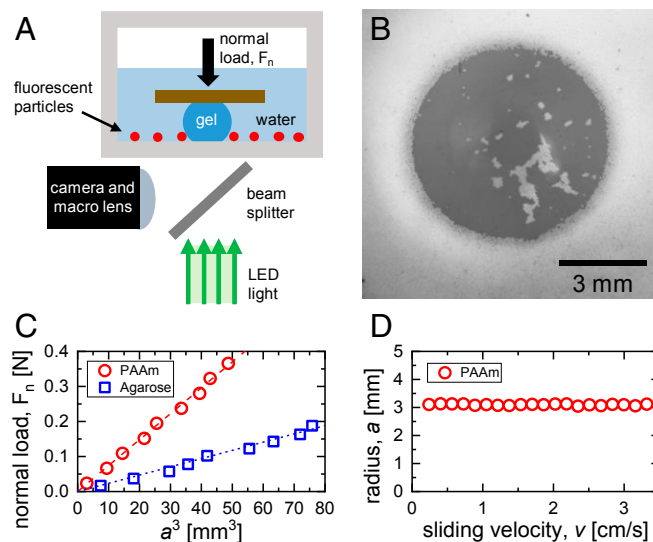 A
normal
load, Fn
fluorescent
particles
gel
water
camera and
macro lens
beam
splitter
LED
light
B
3 mm
C
0.4
0.3
0.2
0.1
0.0
normal load, Fn [N]
PAAm
Agarose
0 10 20 30 40 50 60 70 80
a³ [mm³]
D
5
4
3
2
1
0
radius, a [mm]
PAAm
0 1 2 3
sliding velocity, v [cm/s]